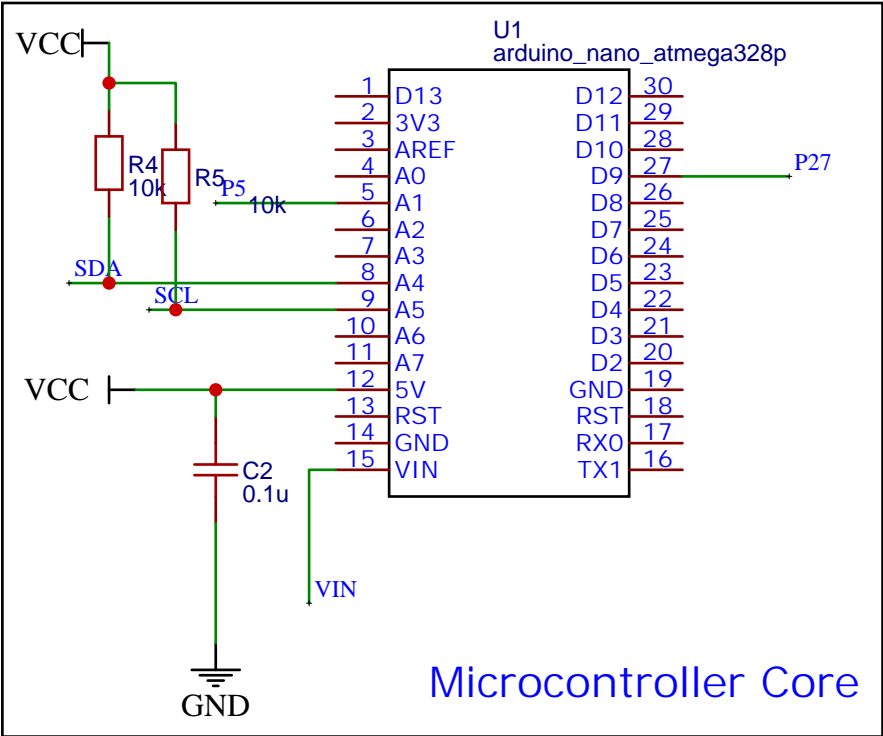 VCC
U1
arduino_nano_atmega328p
R4
10k
R5
10k
P5
SDA
SCL
VCC
C2
0.1u
GND
VIN
1 D13
2 3V3
3 AREF
4 A0
5 A1
6 A2
7 A3
8 A4
9 A5
10 A6
11 A7
12 5V
13 RST
14 GND
15 VIN
D12 30
D11 29
D10 28
D9 27
D8 26
D7 25
D6 24
D5 23
D4 22
D3 21
D2 20
GND 19
RST 18
RX0 17
TX1 16
P27
Microcontroller Core